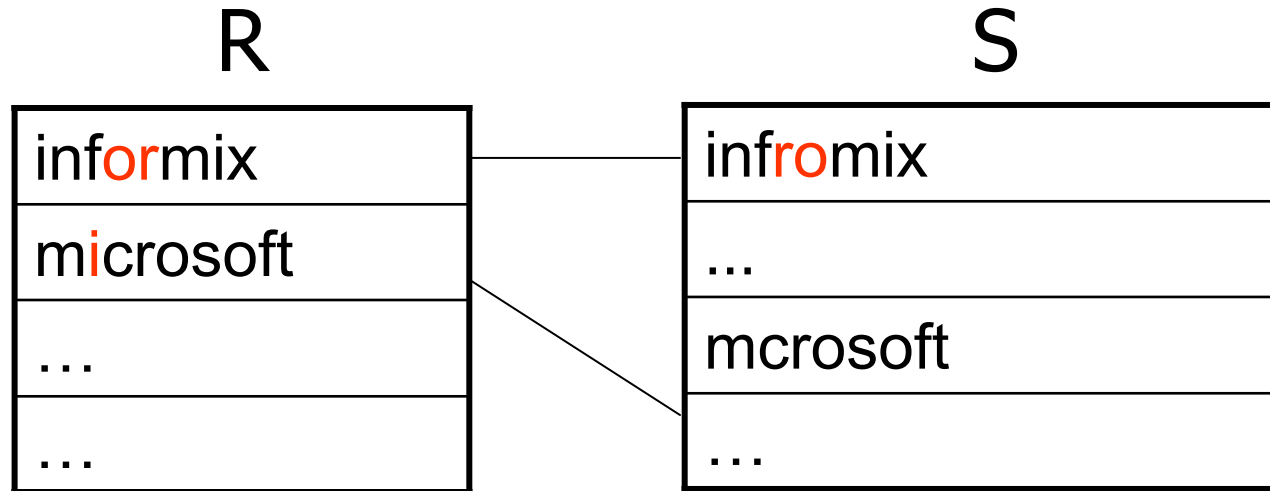 R
informix
microsoft
…
…
S
infromix
...
mcrosoft
…